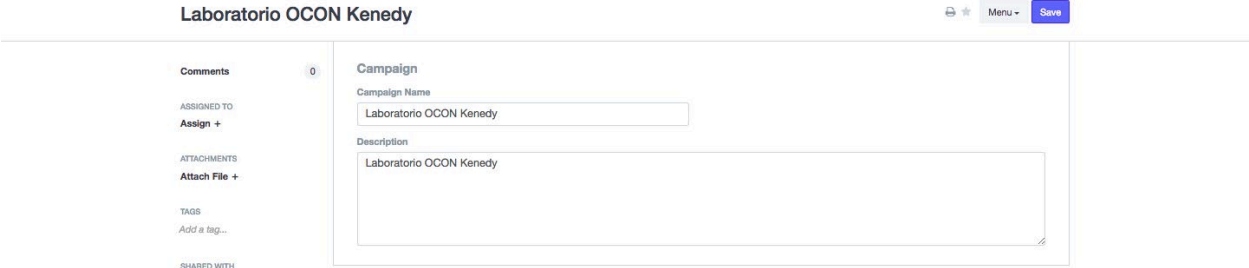 Laboratorio OCON Kenedy
Menu
Save
Comments 0
ASSIGNED TO
Assign +
ATTACHMENTS
Attach File +
TAGS
Add a tag...
SHARED WITH
Campaign
Campaign Name
Laboratorio OCON Kenedy
Description
Laboratorio OCON Kenedy